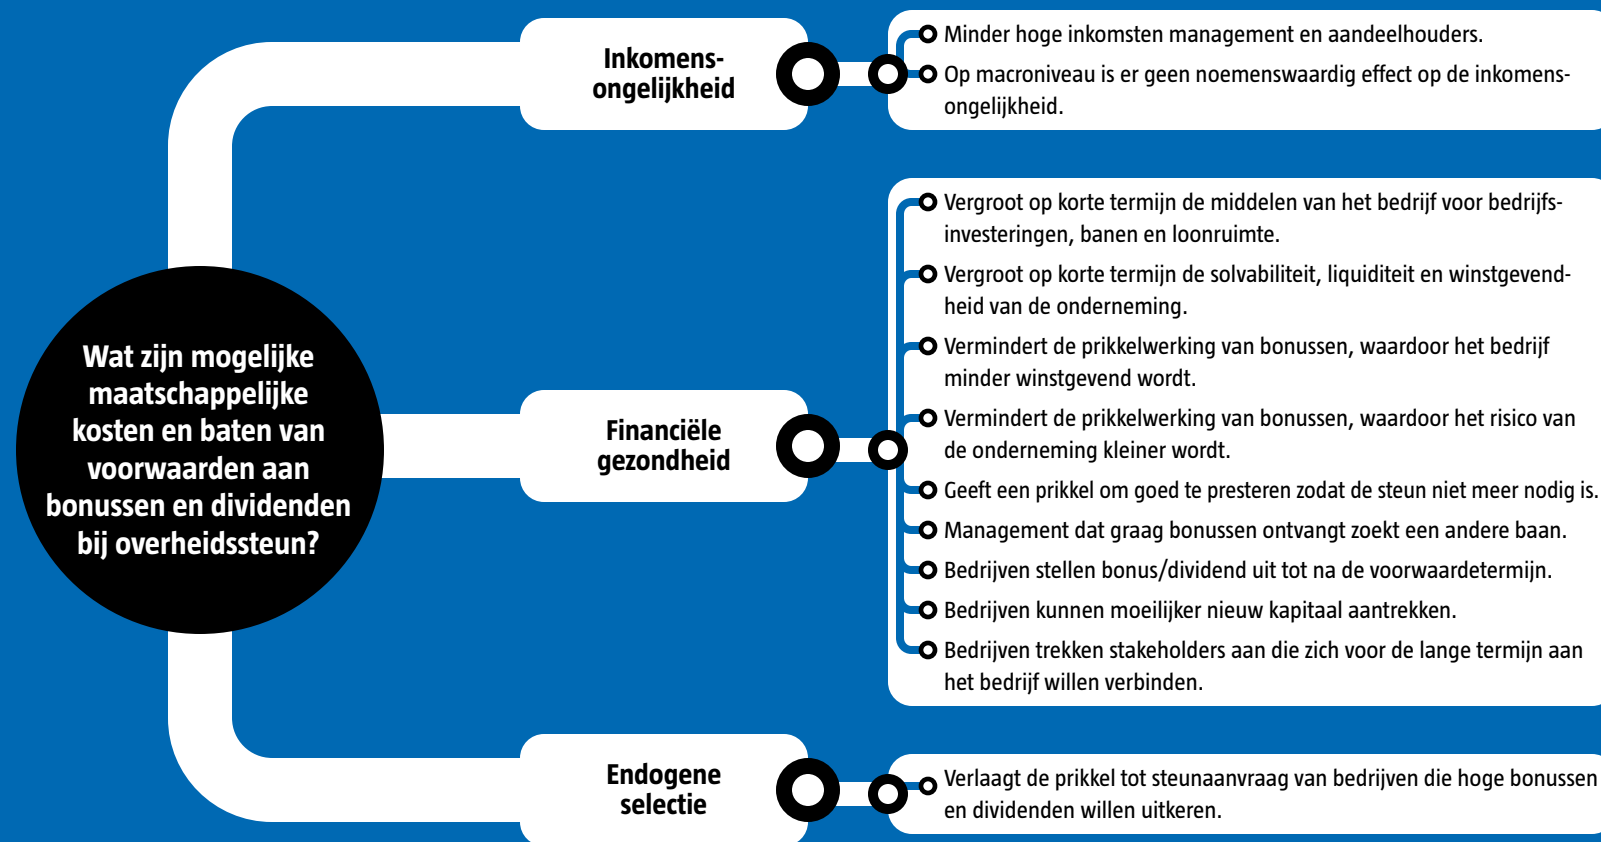 Inkomens-
ongelijkheid
Minder hoge inkomsten management en aandeelhouders.
Op macroniveau is er geen noemenswaardig effect op de inkomens-
ongelijkheid.
Wat zijn mogelijke
maatschappelijke
kosten en baten van
voorwaarden aan
bonussen en dividenden
bij overheidssteun?
Financiële
gezondheid
Vergroot op korte termijn de middelen van het bedrijf voor bedrijfs-
investeringen, banen en loonruimte.
Vergroot op korte termijn de solvabiliteit, liquiditeit en winstgevend-
heid van de onderneming.
Vermindert de prikkelwerking van bonussen, waardoor het bedrijf
minder winstgevend wordt.
Vermindert de prikkelwerking van bonussen, waardoor het risico van
de onderneming kleiner wordt.
Geeft een prikkel om goed te presteren zodat de steun niet meer nodig is.
Management dat graag bonussen ontvangt zoekt een andere baan.
Bedrijven stellen bonus/dividend uit tot na de voorwaardetermijn.
Bedrijven kunnen moeilijker nieuw kapitaal aantrekken.
Bedrijven trekken stakeholders aan die zich voor de lange termijn aan
het bedrijf willen verbinden.
Endogene
selectie
Verlaagt de prikkel tot steunaanvraag van bedrijven die hoge bonussen
en dividenden willen uitkeren.